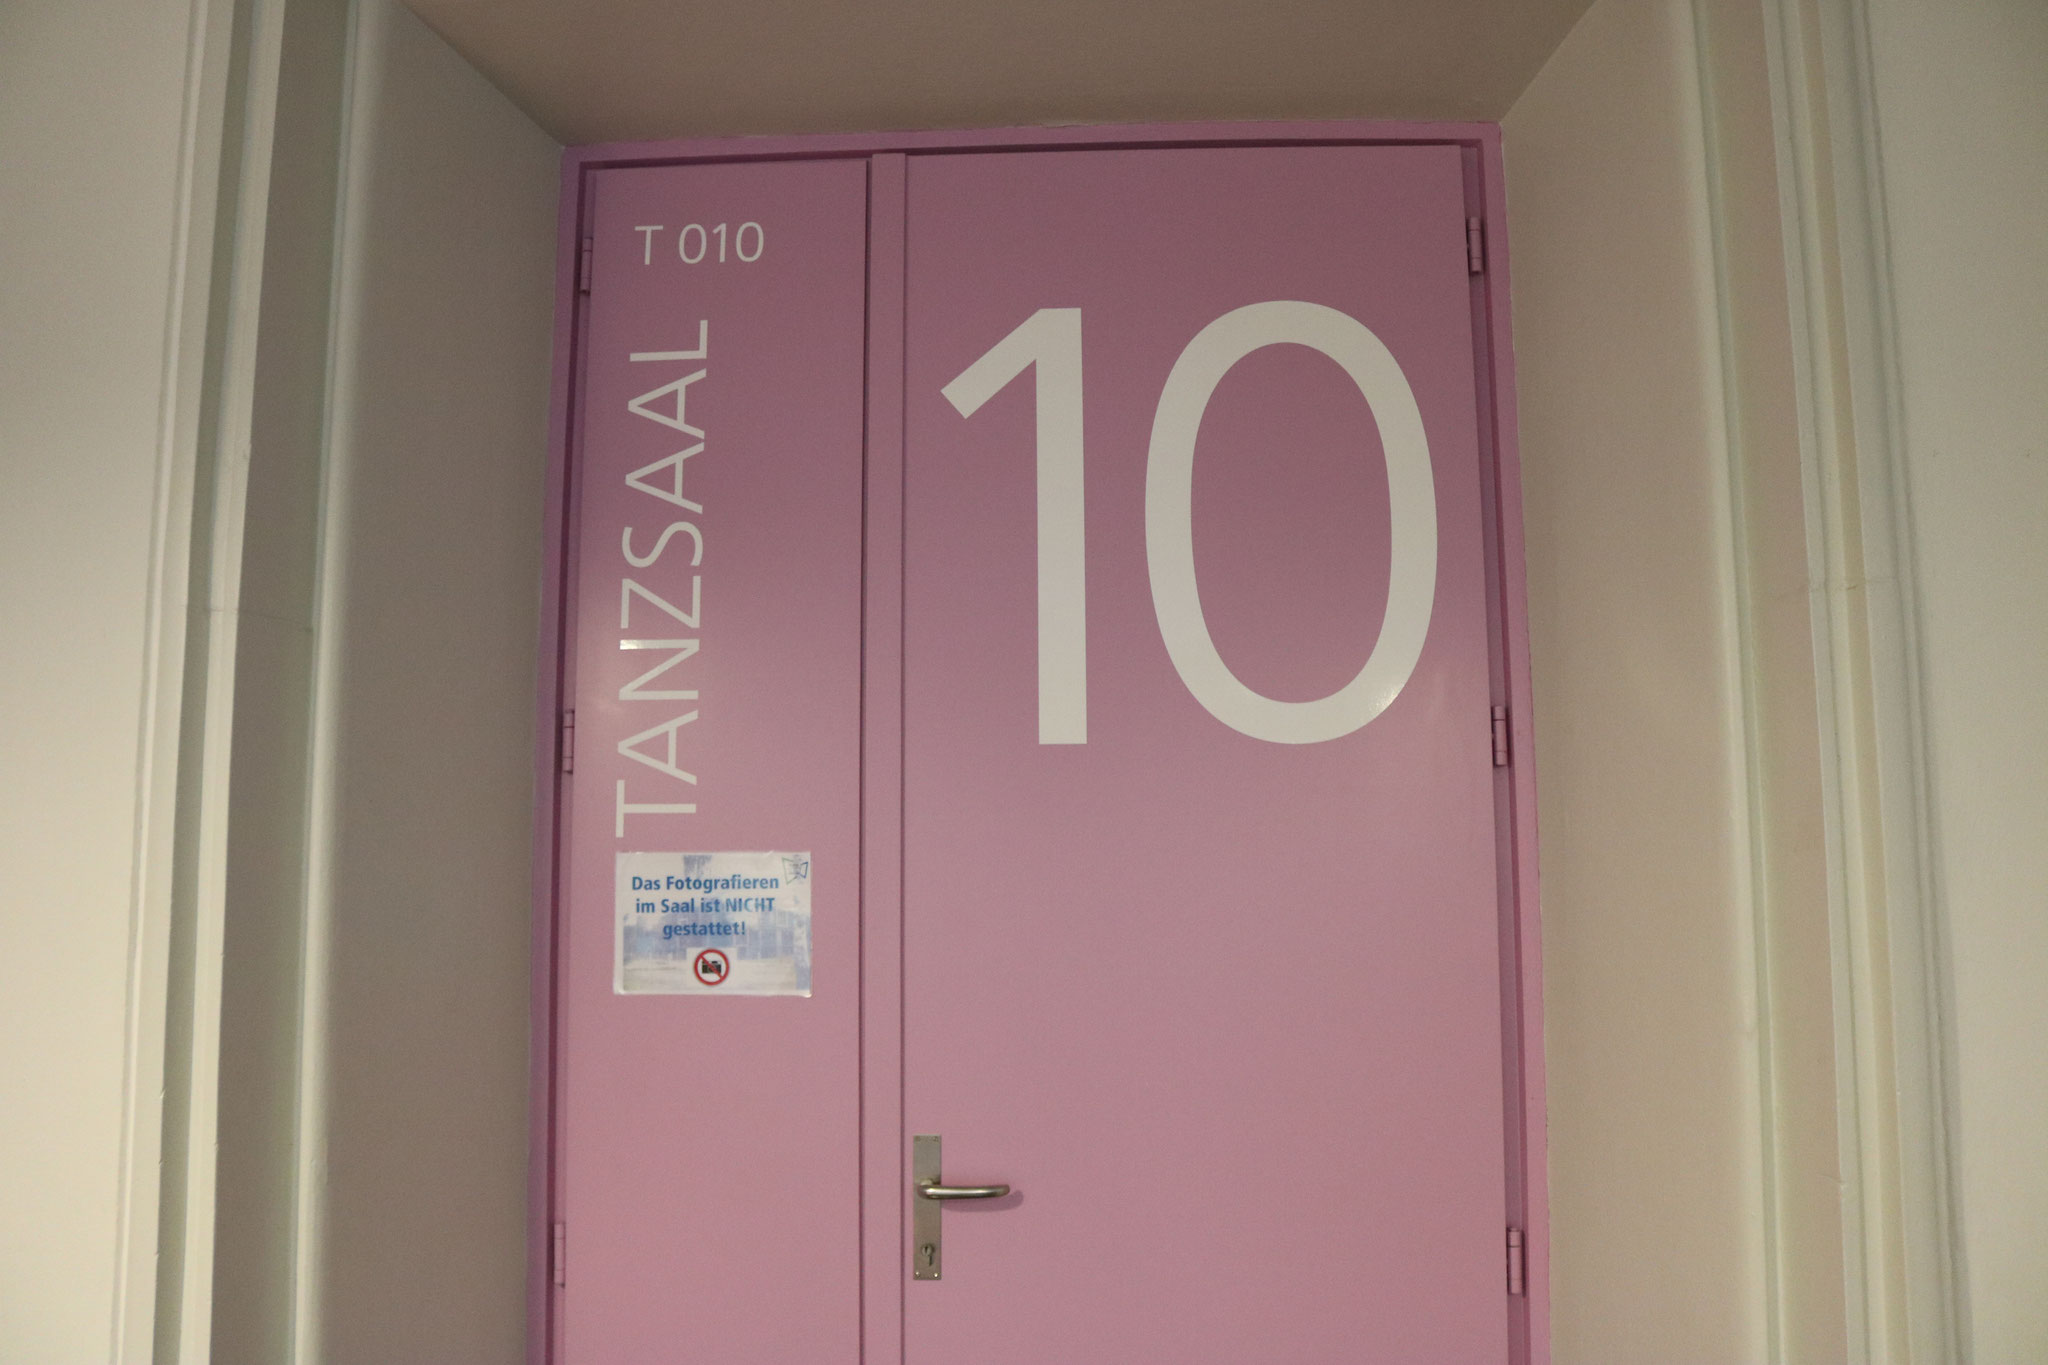 T 010
TANZSAAL
10
Das Fotografieren
im Saal ist NICHT
gestattet!